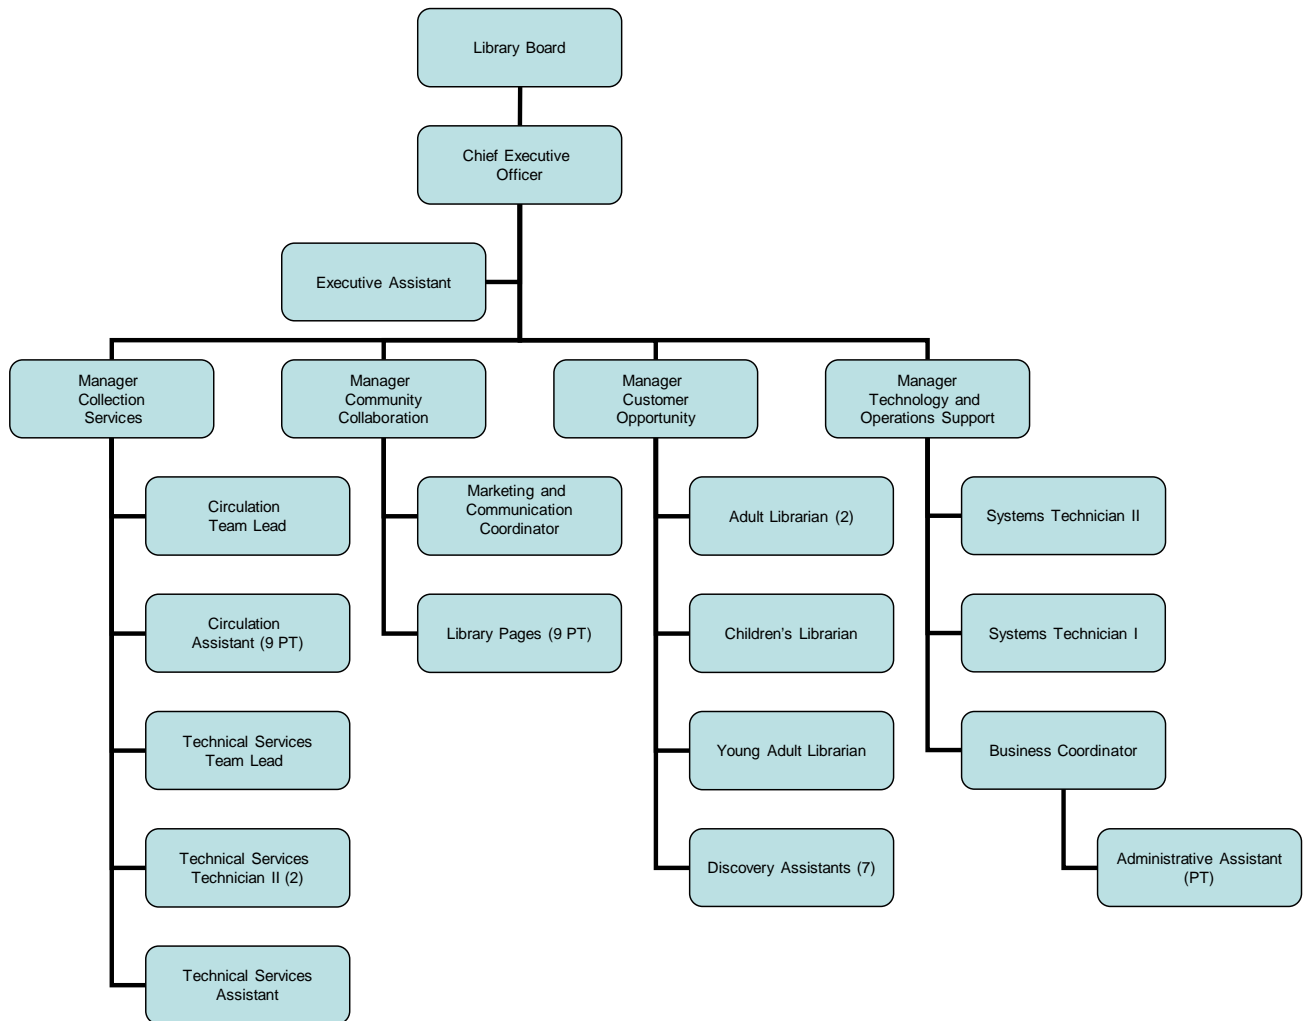 Library Board
Chief Executive
Officer
Executive Assistant
Manager
Collection
Services
Manager
Community
Collaboration
Manager
Customer
Opportunity
Manager
Technology and
Operations Support
Circulation
Team Lead
Circulation
Assistant (9 PT)
Technical Services
Team Lead
Technical Services
Technician II (2)
Technical Services
Assistant
Marketing and
Communication
Coordinator
Library Pages (9 PT)
Adult Librarian (2)
Children’s Librarian
Young Adult Librarian
Discovery Assistants (7)
Systems Technician II
Systems Technician I
Business Coordinator
Administrative Assistant
(PT)